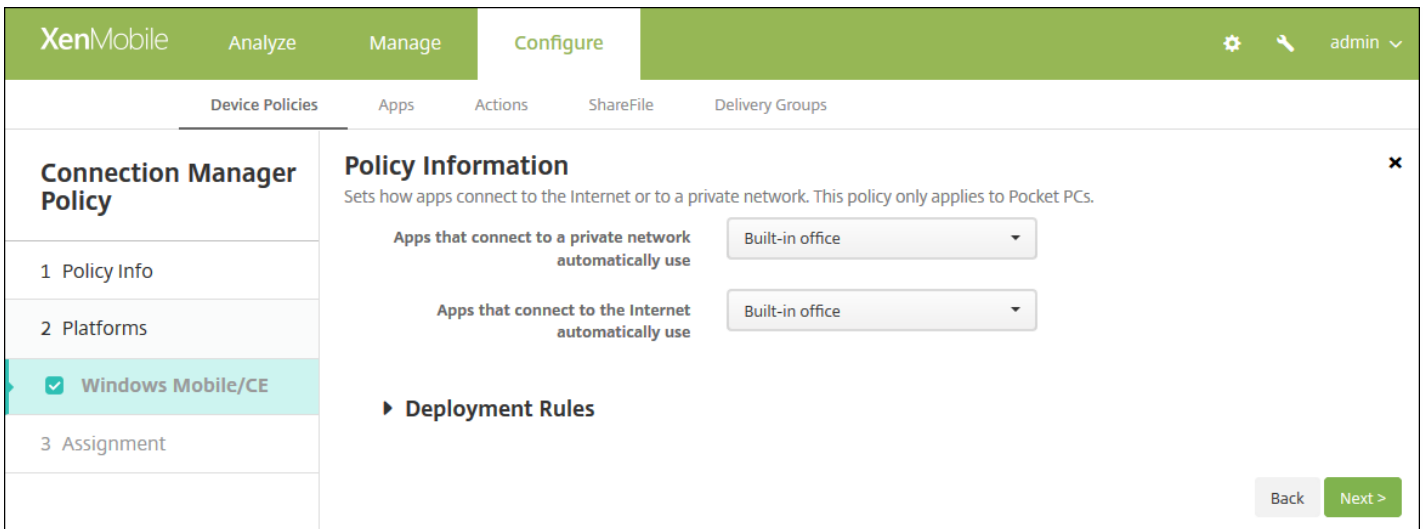 XenMobile Analyze Manage Configure admin
Device Policies Apps Actions ShareFile Delivery Groups
Connection Manager
Policy
1 Policy Info
2 Platforms
Windows Mobile/CE
3 Assignment
Policy Information
Sets how apps connect to the Internet or to a private network. This policy only applies to Pocket PCs.
Apps that connect to a private network
automatically use
Built-in office
Apps that connect to the Internet
automatically use
Built-in office
Deployment Rules
Back Next >